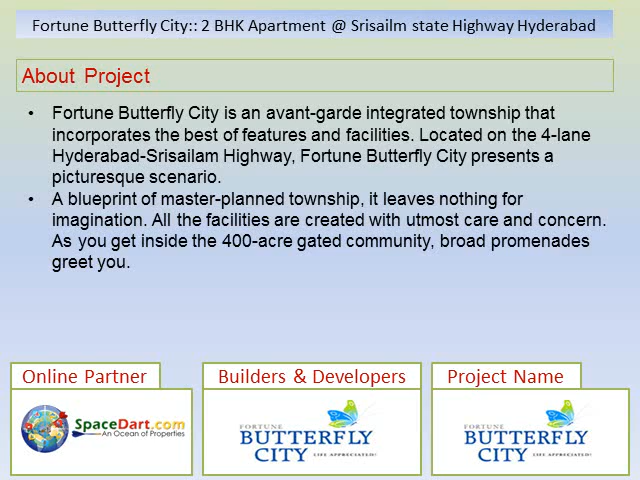 Fortune Butterfly City:: 2 BHK Apartment @ Srisailm state Highway Hyderabad
About Project
• Fortune Butterfly City is an avant-garde integrated township that
incorporates the best of features and facilities. Located on the 4-lane
Hyderabad-Srisailam Highway, Fortune Butterfly City presents a
picturesque scenario.
• A blueprint of master-planned township, it leaves nothing for
imagination. All the facilities are created with utmost care and concern.
As you get inside the 400-acre gated community, broad promenades
greet you.
Online Partner
Builders & Developers
Project Name
SpaceDart.com
An Ocean of Properties
FORTUNE
BUTTERFLY
CITY LIFE APPRECIATED!
FORTUNE
BUTTERFLY
CITY LIFE APPRECIATED!